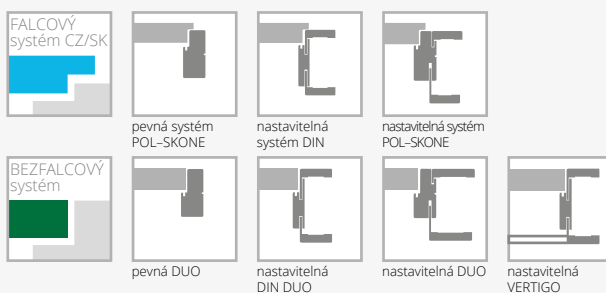 FALCOVÝ
systém CZ/SK
pevná systém
POL–SKONE
nastavitelná
systém DIN
nastavitelná systém
POL–SKONE
BEZFALCOVÝ
systém
pevná DUO
nastavitelná
DIN DUO
nastavitelná DUO
nastavitelná
VERTIGO